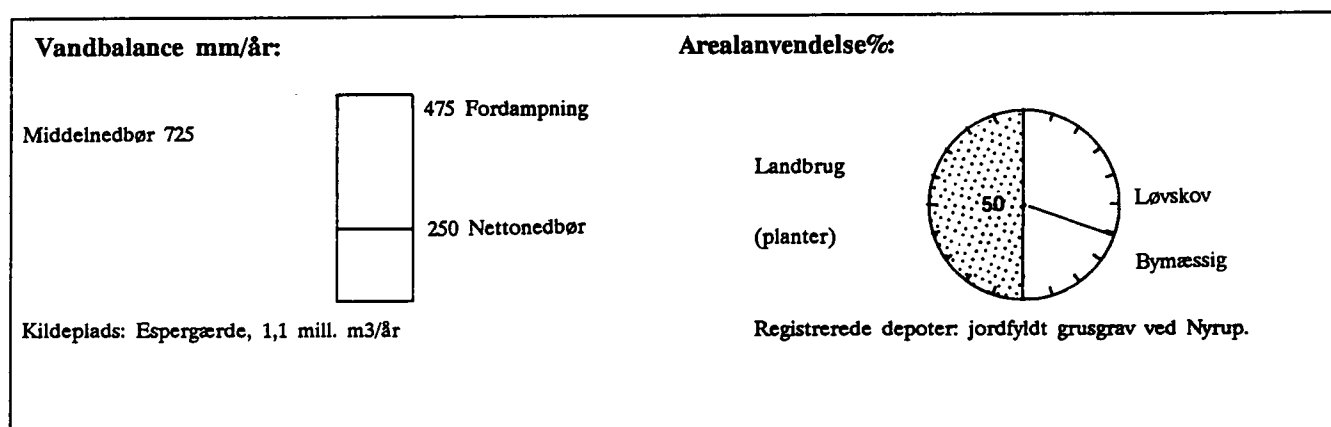 Vandbalance mm/år:
Middelnedbør 725
475 Fordampning
250 Nettonedbør
Kildeplads: Espergærde, 1,1 mill. m3/år
Arealanvendelse%:
Landbrug
(planter)
50
Løvskov
Bymæssig
Registrerede depoter: jordfyldt grusgrav ved Nyrup.